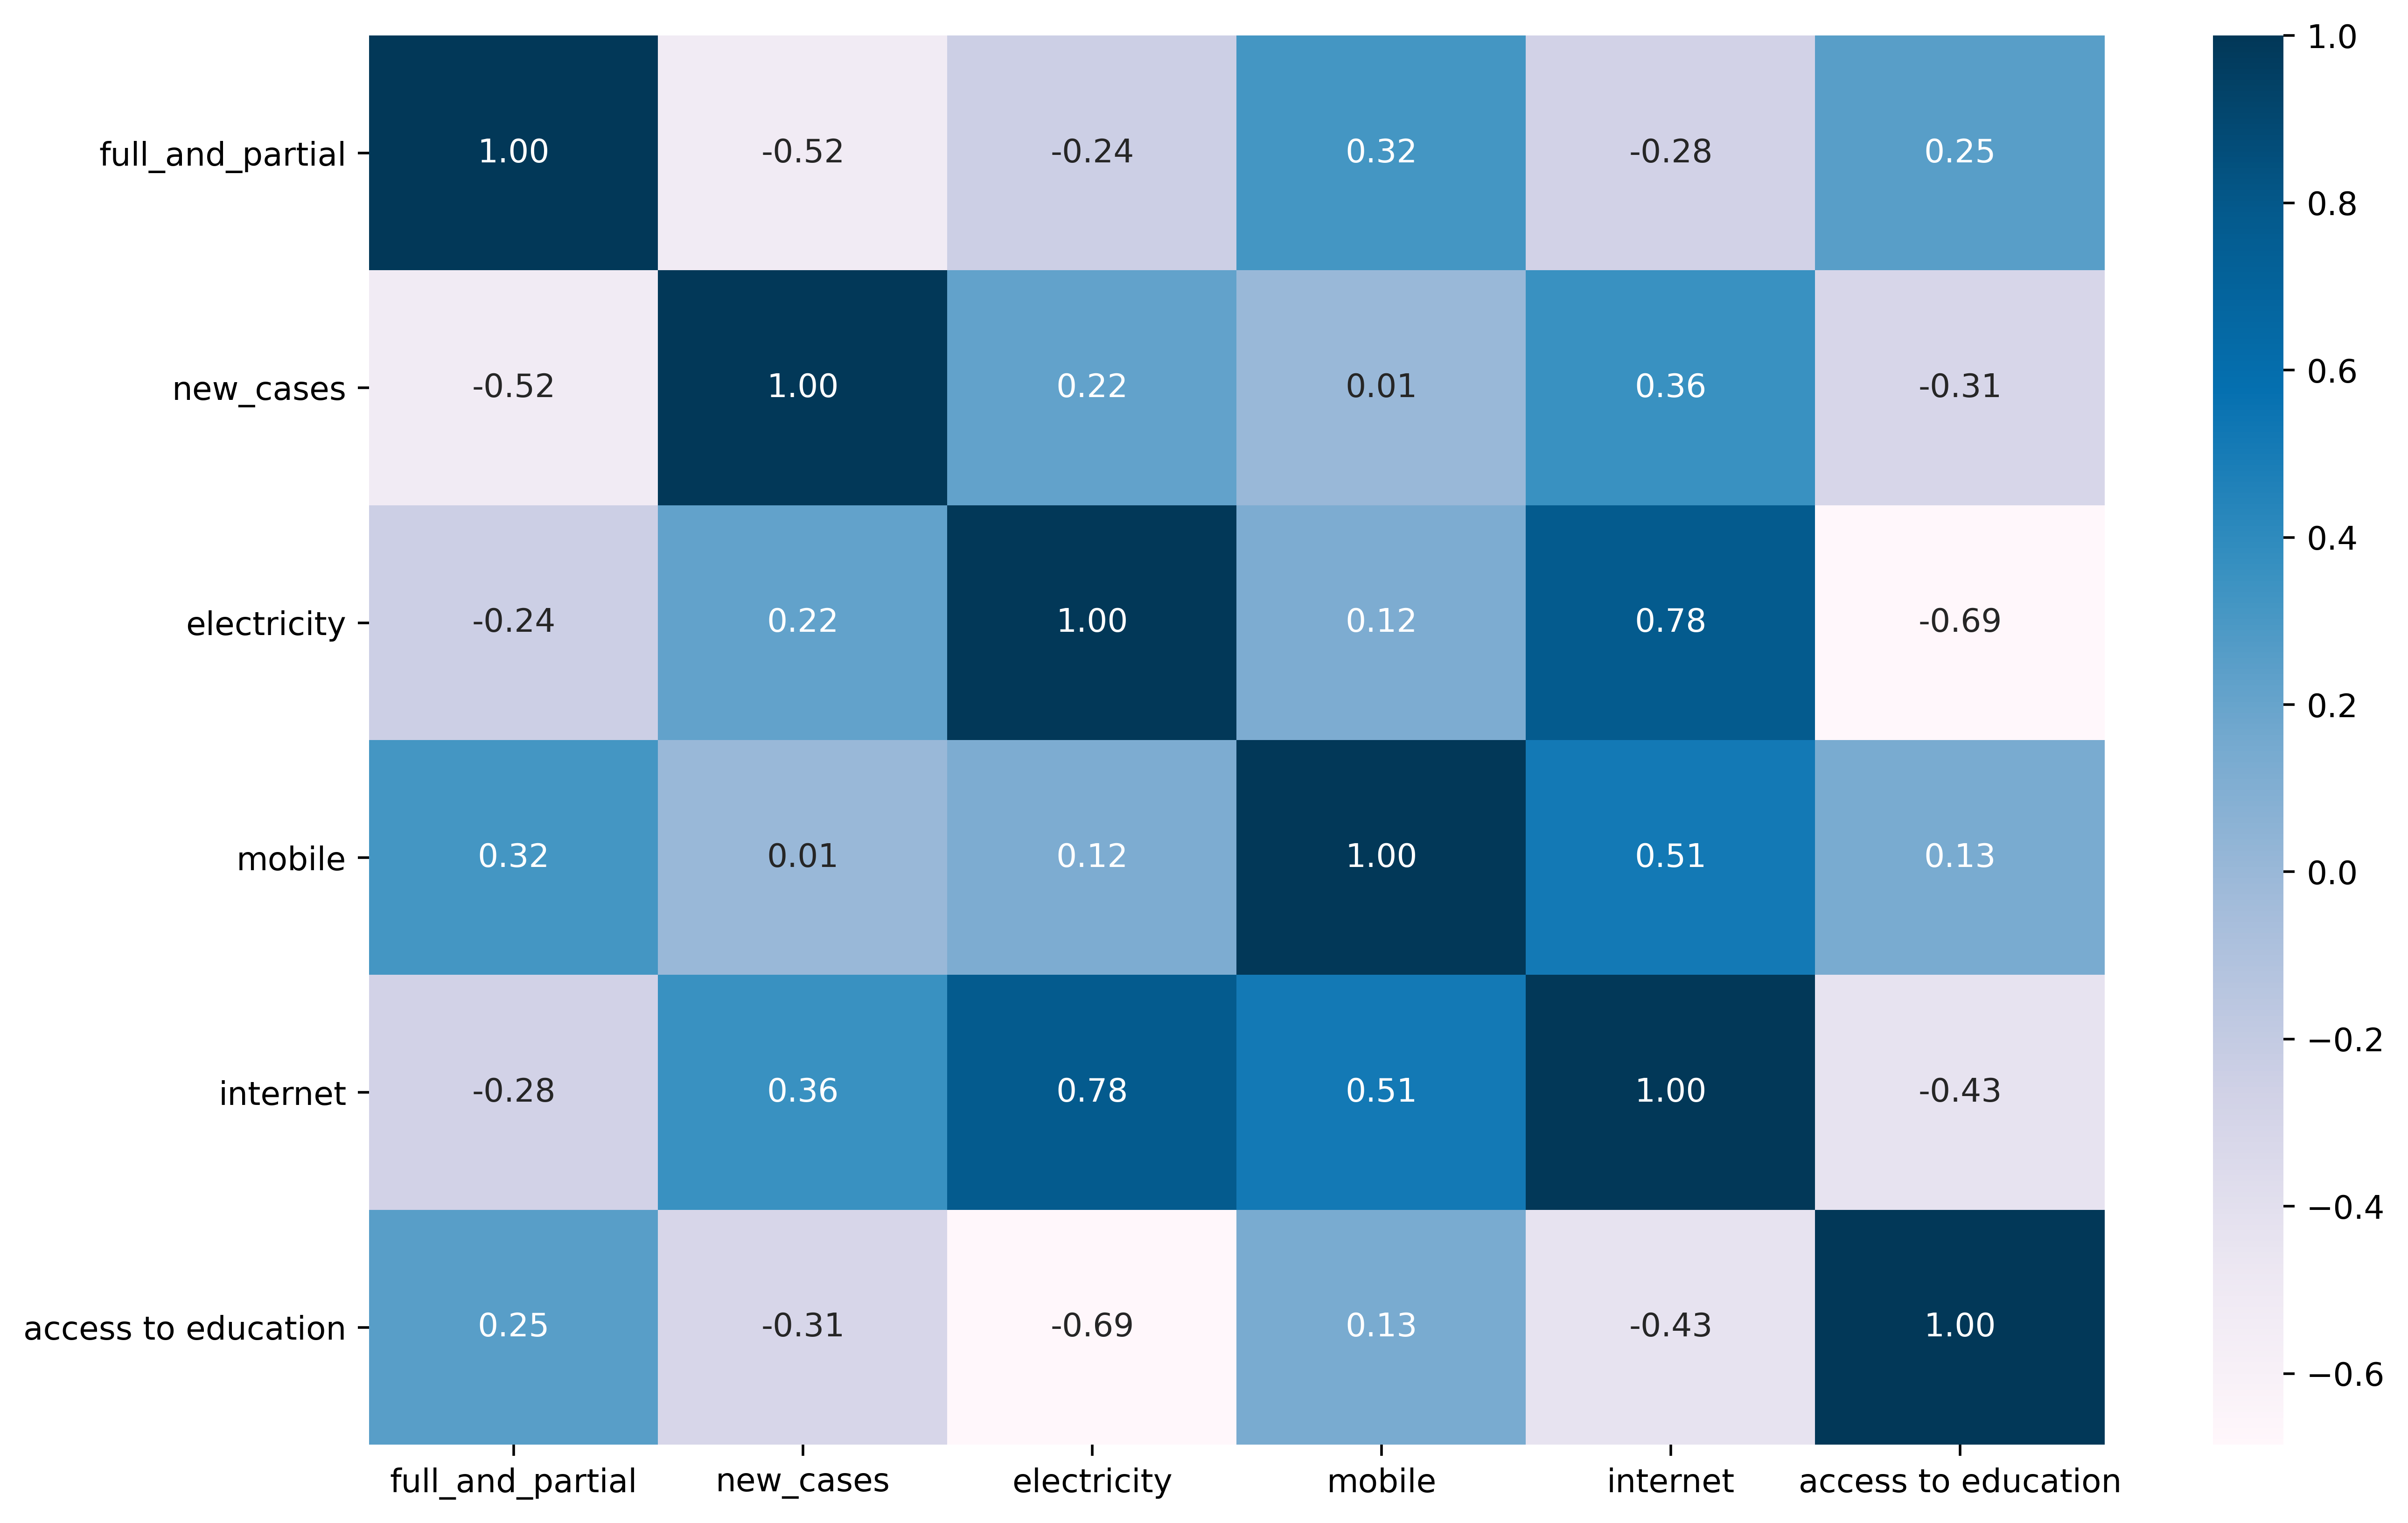 full_and_partial 1.00 -0.52 -0.24 0.32 -0.28 0.25
new_cases -0.52 1.00 0.22 0.01 0.36 -0.31
electricity -0.24 0.22 1.00 0.12 0.78 -0.69
mobile 0.32 0.01 0.12 1.00 0.51 0.13
internet -0.28 0.36 0.78 0.51 1.00 -0.43
access to education 0.25 -0.31 -0.69 0.13 -0.43 1.00
full_and_partial new_cases electricity mobile internet access to education
1.0
0.8
0.6
0.4
0.2
0.0
−0.2
−0.4
−0.6